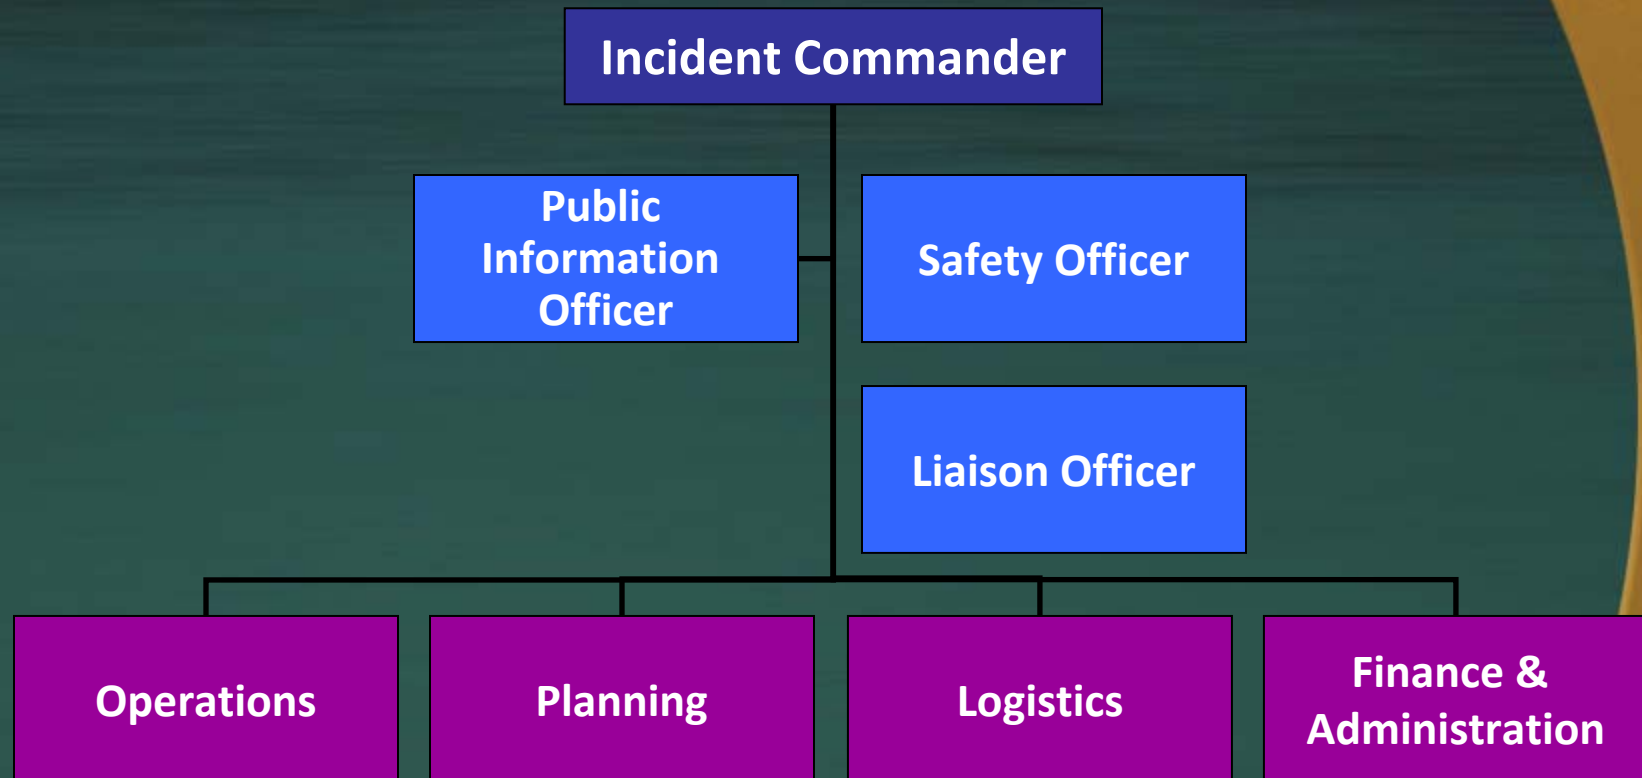 Incident Commander
Public
Information
Officer
Safety Officer
Liaison Officer
Operations
Planning
Logistics
Finance &
Administration